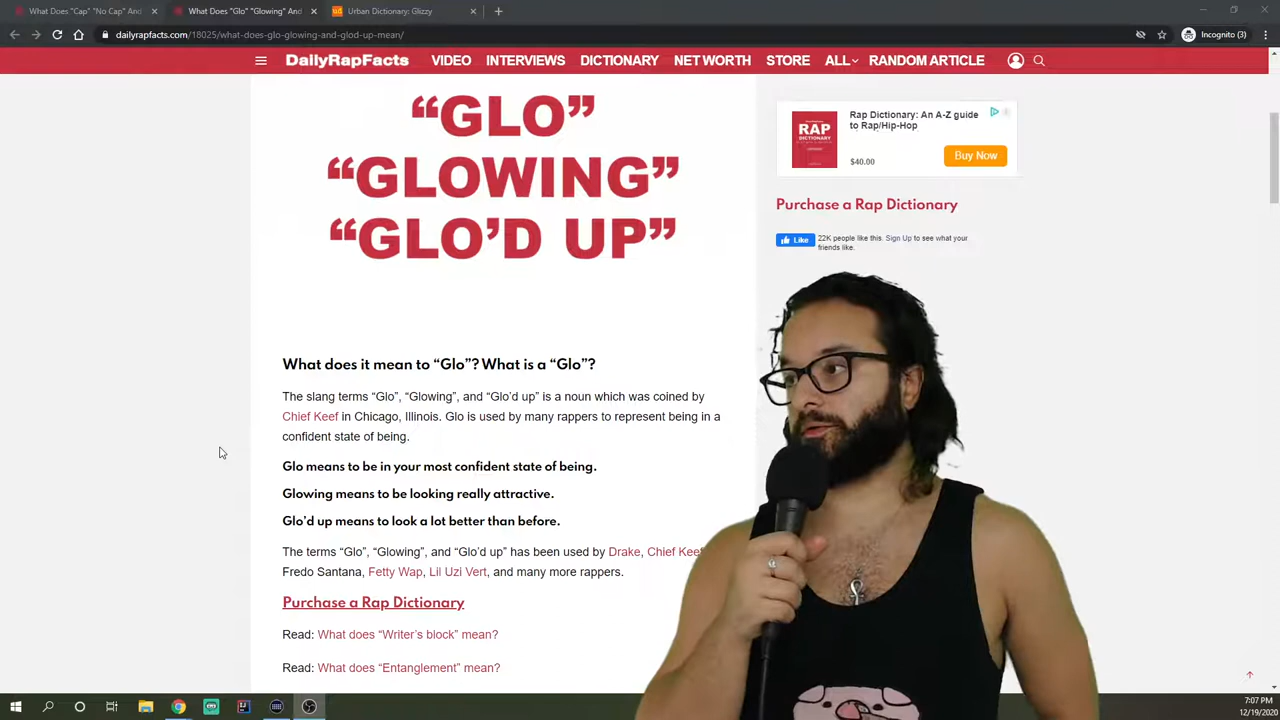 What Does "Cap" "No Cap" And
What Does "Glo" "Glowing" And
Urban Dictionary: Glizzy
dailyrapfacts.com/18025/what-does-glo-glowing-and-glod-up-mean/
Incognito (3)
DailyRapFacts VIDEO INTERVIEWS DICTIONARY NET WORTH STORE ALL RANDOM ARTICLE
“GLO”
“GLOWING”
“GLO’D UP”
What does it mean to “Glo”? What is a “Glo”?
The slang terms “Glo”, “Glowing”, and “Glo’d up” is a noun which was coined by
Chief Keef in Chicago, Illinois. Glo is used by many rappers to represent being in a
confident state of being.
Glo means to be in your most confident state of being.
Glowing means to be looking really attractive.
Glo’d up means to look a lot better than before.
The terms “Glo”, “Glowing”, and “Glo’d up” has been used by Drake, Chief Keef
Fredo Santana, Fetty Wap, Lil Uzi Vert, and many more rappers.
Purchase a Rap Dictionary
Read: What does “Writer’s block” mean?
Read: What does “Entanglement” mean?
RAP
DICTIONARY
Rap Dictionary: An A-Z guide
to Rap/Hip-Hop
$40.00
Buy Now
Purchase a Rap Dictionary
Like
22K people like this. Sign Up to see what your
friends like.
7:07 PM
12/19/2020